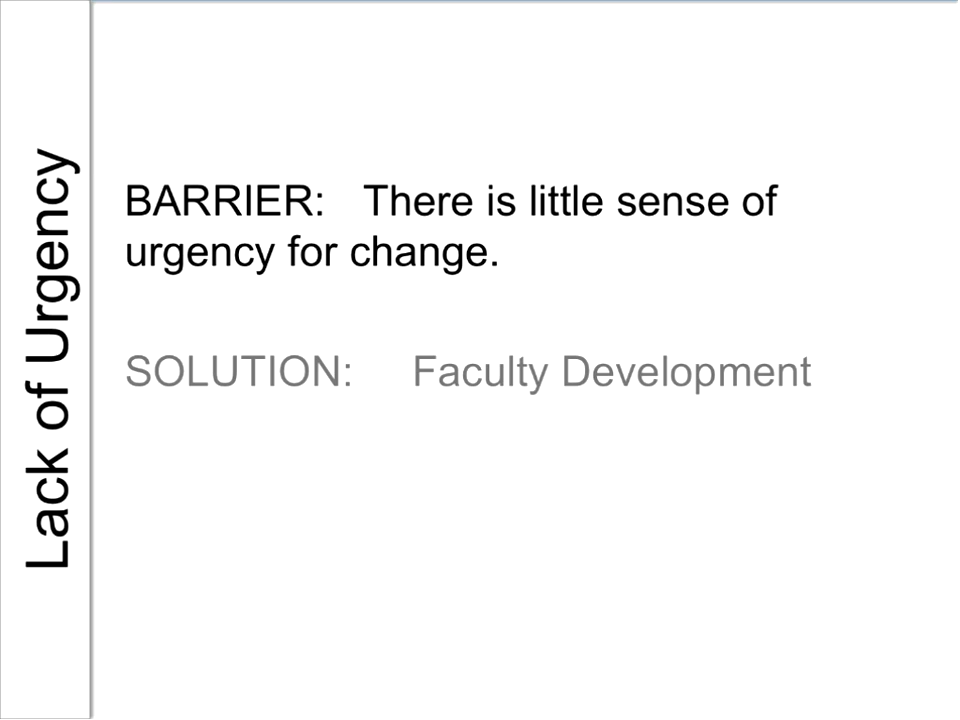 Lack of Urgency
BARRIER: There is little sense of
urgency for change.
SOLUTION: Faculty Development